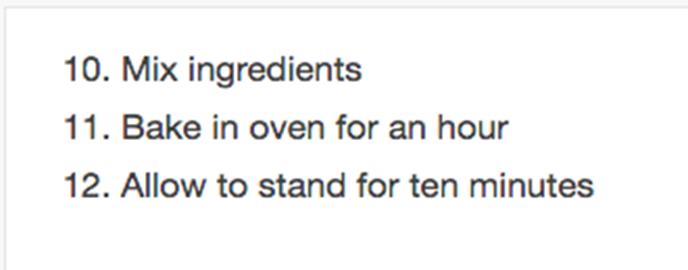 10. Mix ingredients
11. Bake in oven for an hour
12. Allow to stand for ten minutes